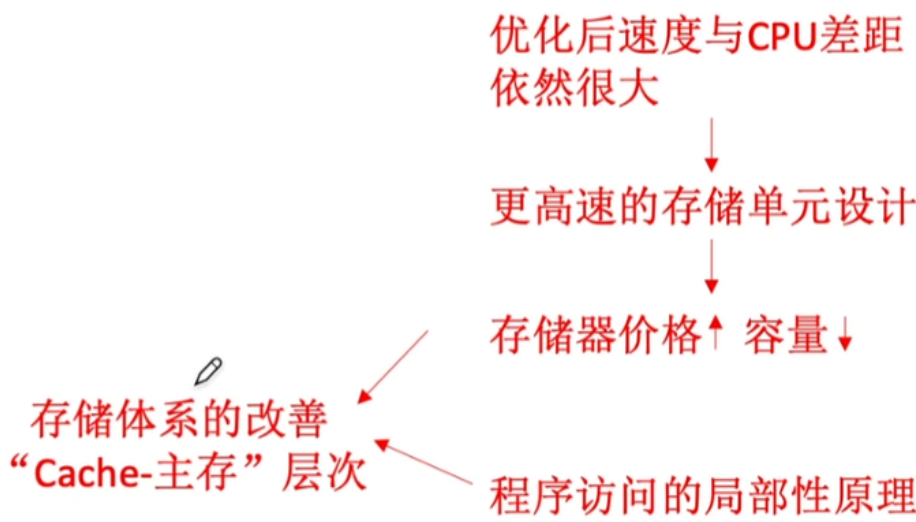 优化后速度与CPU差距
依然很大
更高速的存储单元设计
存储器价格↑ 容量↓
存储体系的改善
“Cache-主存”层次
程序访问的局部性原理